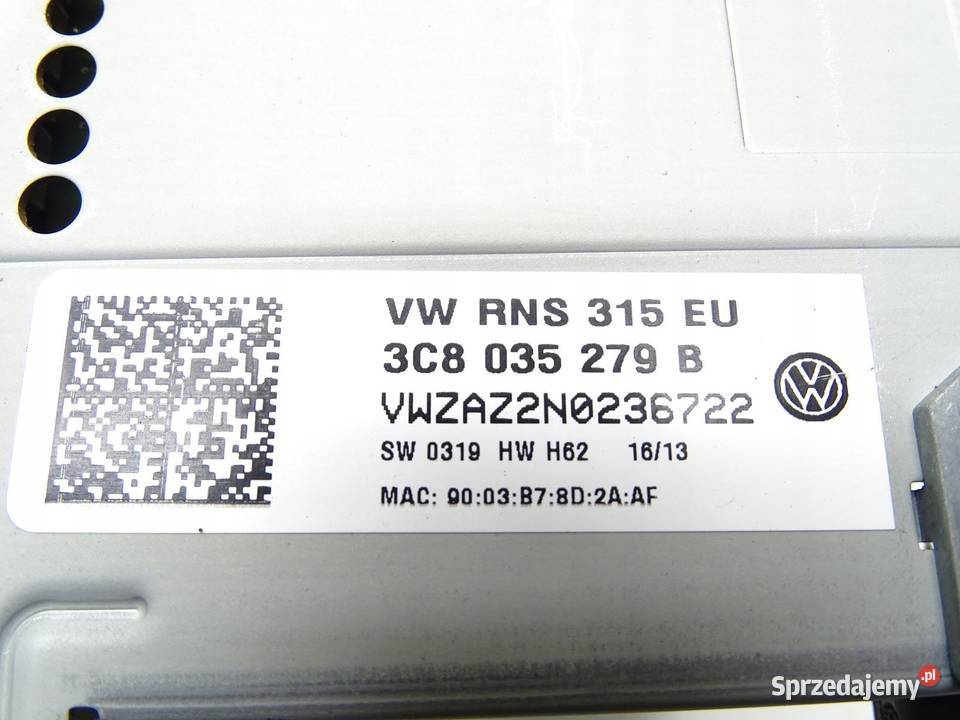 VW RNS 315 EU
3C8 035 279 B
VWZAZ2N0236722
SW 0319 HW H62 16/13
MAC: 90:03:B7:8D:2A:AF
Sprzedajemy.pl